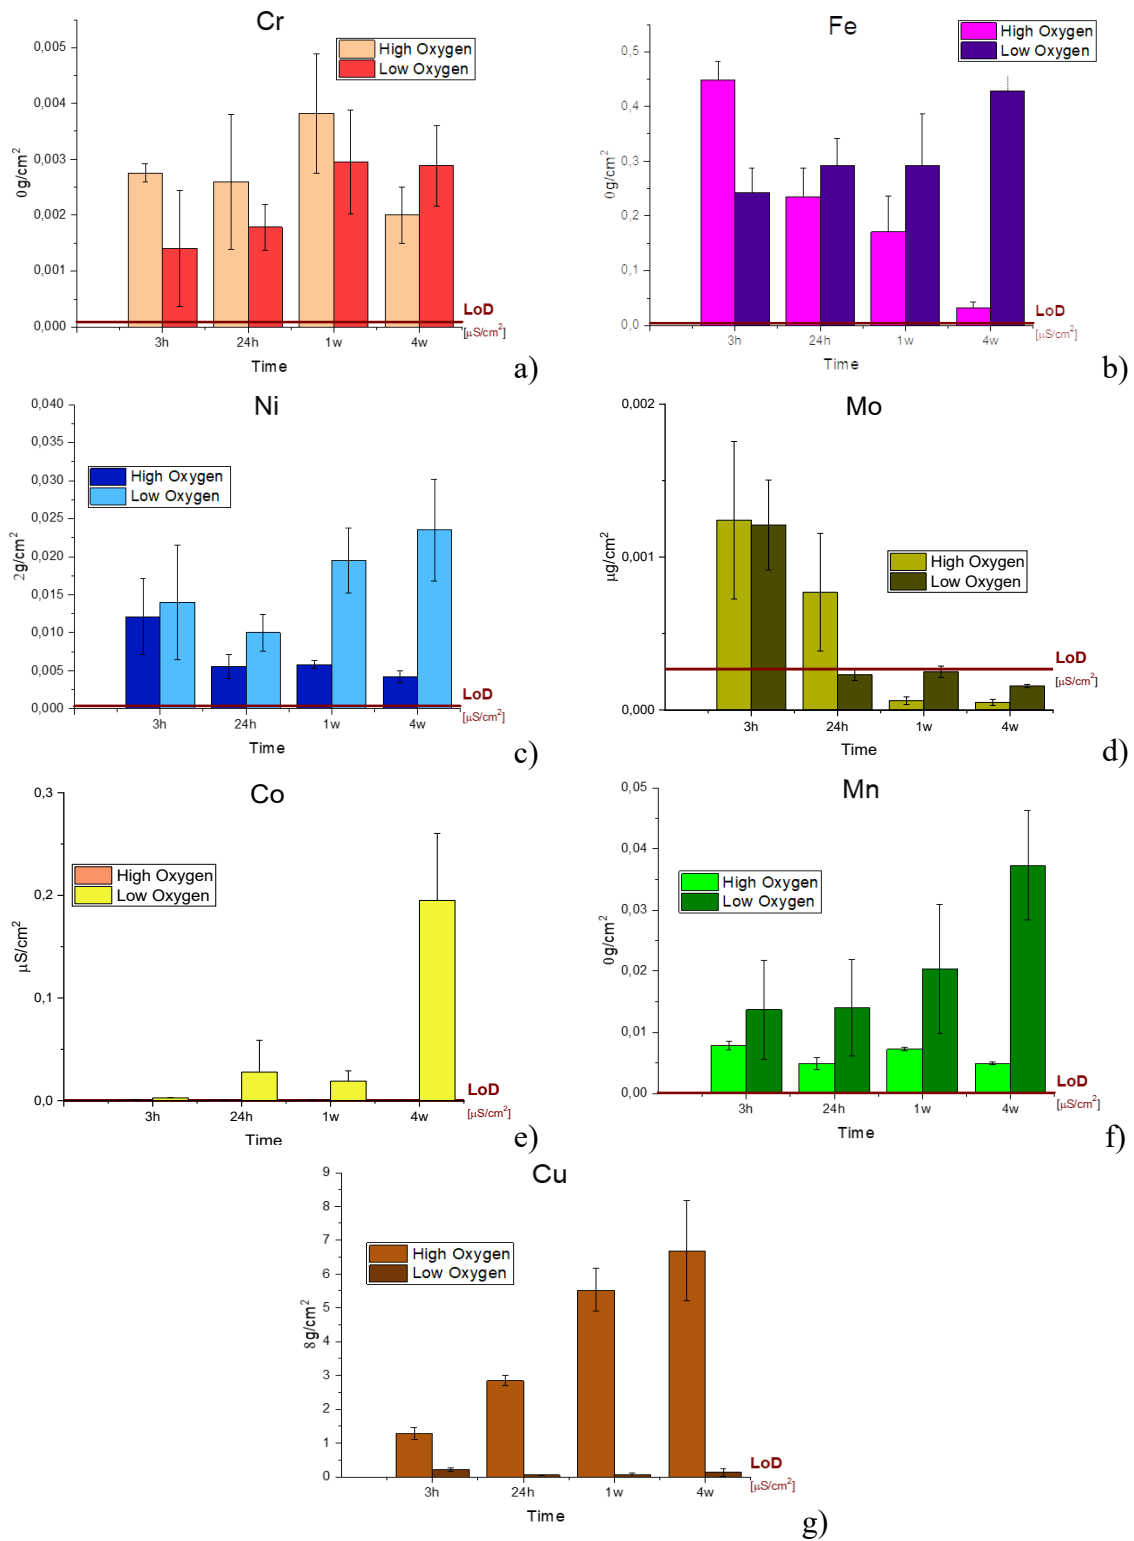 Cr
0,005
0,004
0,003
0,002
0,001
0,000
0g/cm²
High Oxygen
Low Oxygen
LoD
[µS/cm²]
3h 24h 1w 4w
Time
a)
Fe
0,5
0,4
0,3
0,2
0,1
0,0
0g/cm²
High Oxygen
Low Oxygen
LoD
[µS/cm²]
3h 24h 1w 4w
Time
b)
Ni
0,040
0,035
0,030
0,025
0,020
0,015
0,010
0,005
0,000
2g/cm²
High Oxygen
Low Oxygen
LoD
[µS/cm²]
3h 24h 1w 4w
Time
c)
Mo
0,002
0,001
0,000
µg/cm²
High Oxygen
Low Oxygen
LoD
[µS/cm²]
3h 24h 1w 4w
Time
d)
Co
0,3
0,2
0,1
0,0
µS/cm²
High Oxygen
Low Oxygen
LoD
[µS/cm²]
3h 24h 1w 4w
Time
e)
Mn
0,05
0,04
0,03
0,02
0,01
0,00
0g/cm²
High Oxygen
Low Oxygen
LoD
[µS/cm²]
3h 24h 1w 4w
Time
f)
Cu
9
8
7
6
5
4
3
2
1
0
8g/cm²
High Oxygen
Low Oxygen
LoD
[µS/cm²]
3h 24h 1w 4w
Time
g)